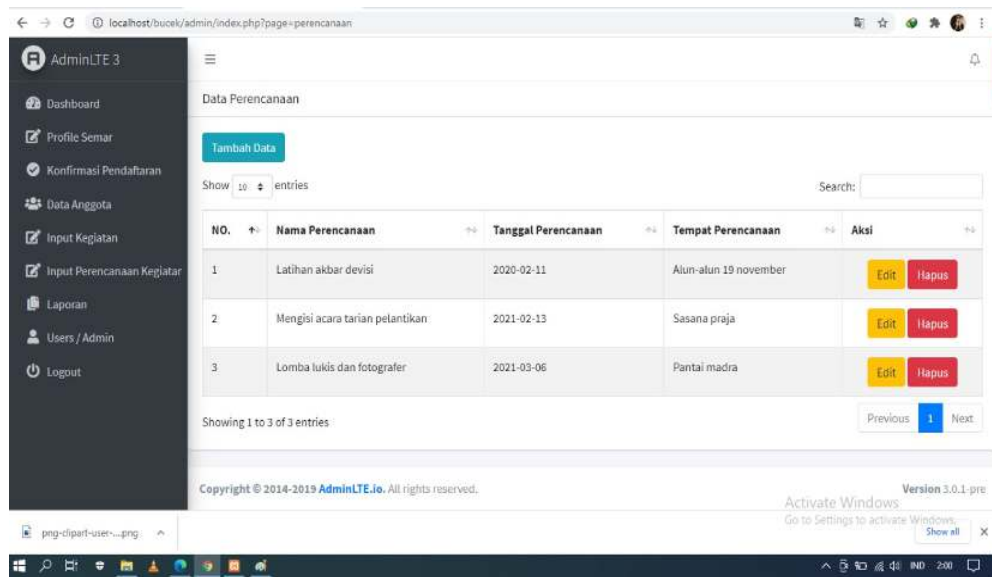 localhost/bucek/admin/index.php?page=perencanaan
AdminLTE 3
Dashboard
Profile Semar
Konfirmasi Pendaftaran
Data Anggota
Input Kegiatan
Input Perencanaan Kegiatan
Laporan
Users / Admin
Logout
Data Perencanaan
Tambah Data
Show 10 entries
Search:
NO. Nama Perencanaan Tanggal Perencanaan Tempat Perencanaan Aksi
1 Latihan akbar devisi 2020-02-11 Alun-alun 19 november Edit Hapus
2 Mengisi acara tarian pelantikan 2021-02-13 Sasana praja Edit Hapus
3 Lomba lukis dan fotografer 2021-03-06 Pantai madra Edit Hapus
Showing 1 to 3 of 3 entries
Previous 1 Next
Copyright © 2014-2019 AdminLTE.io. All rights reserved.
Version 3.0.1-pre
Activate Windows
Go to Settings to activate Windows.
png-clipart-user-....png
Show all
IND 2:00